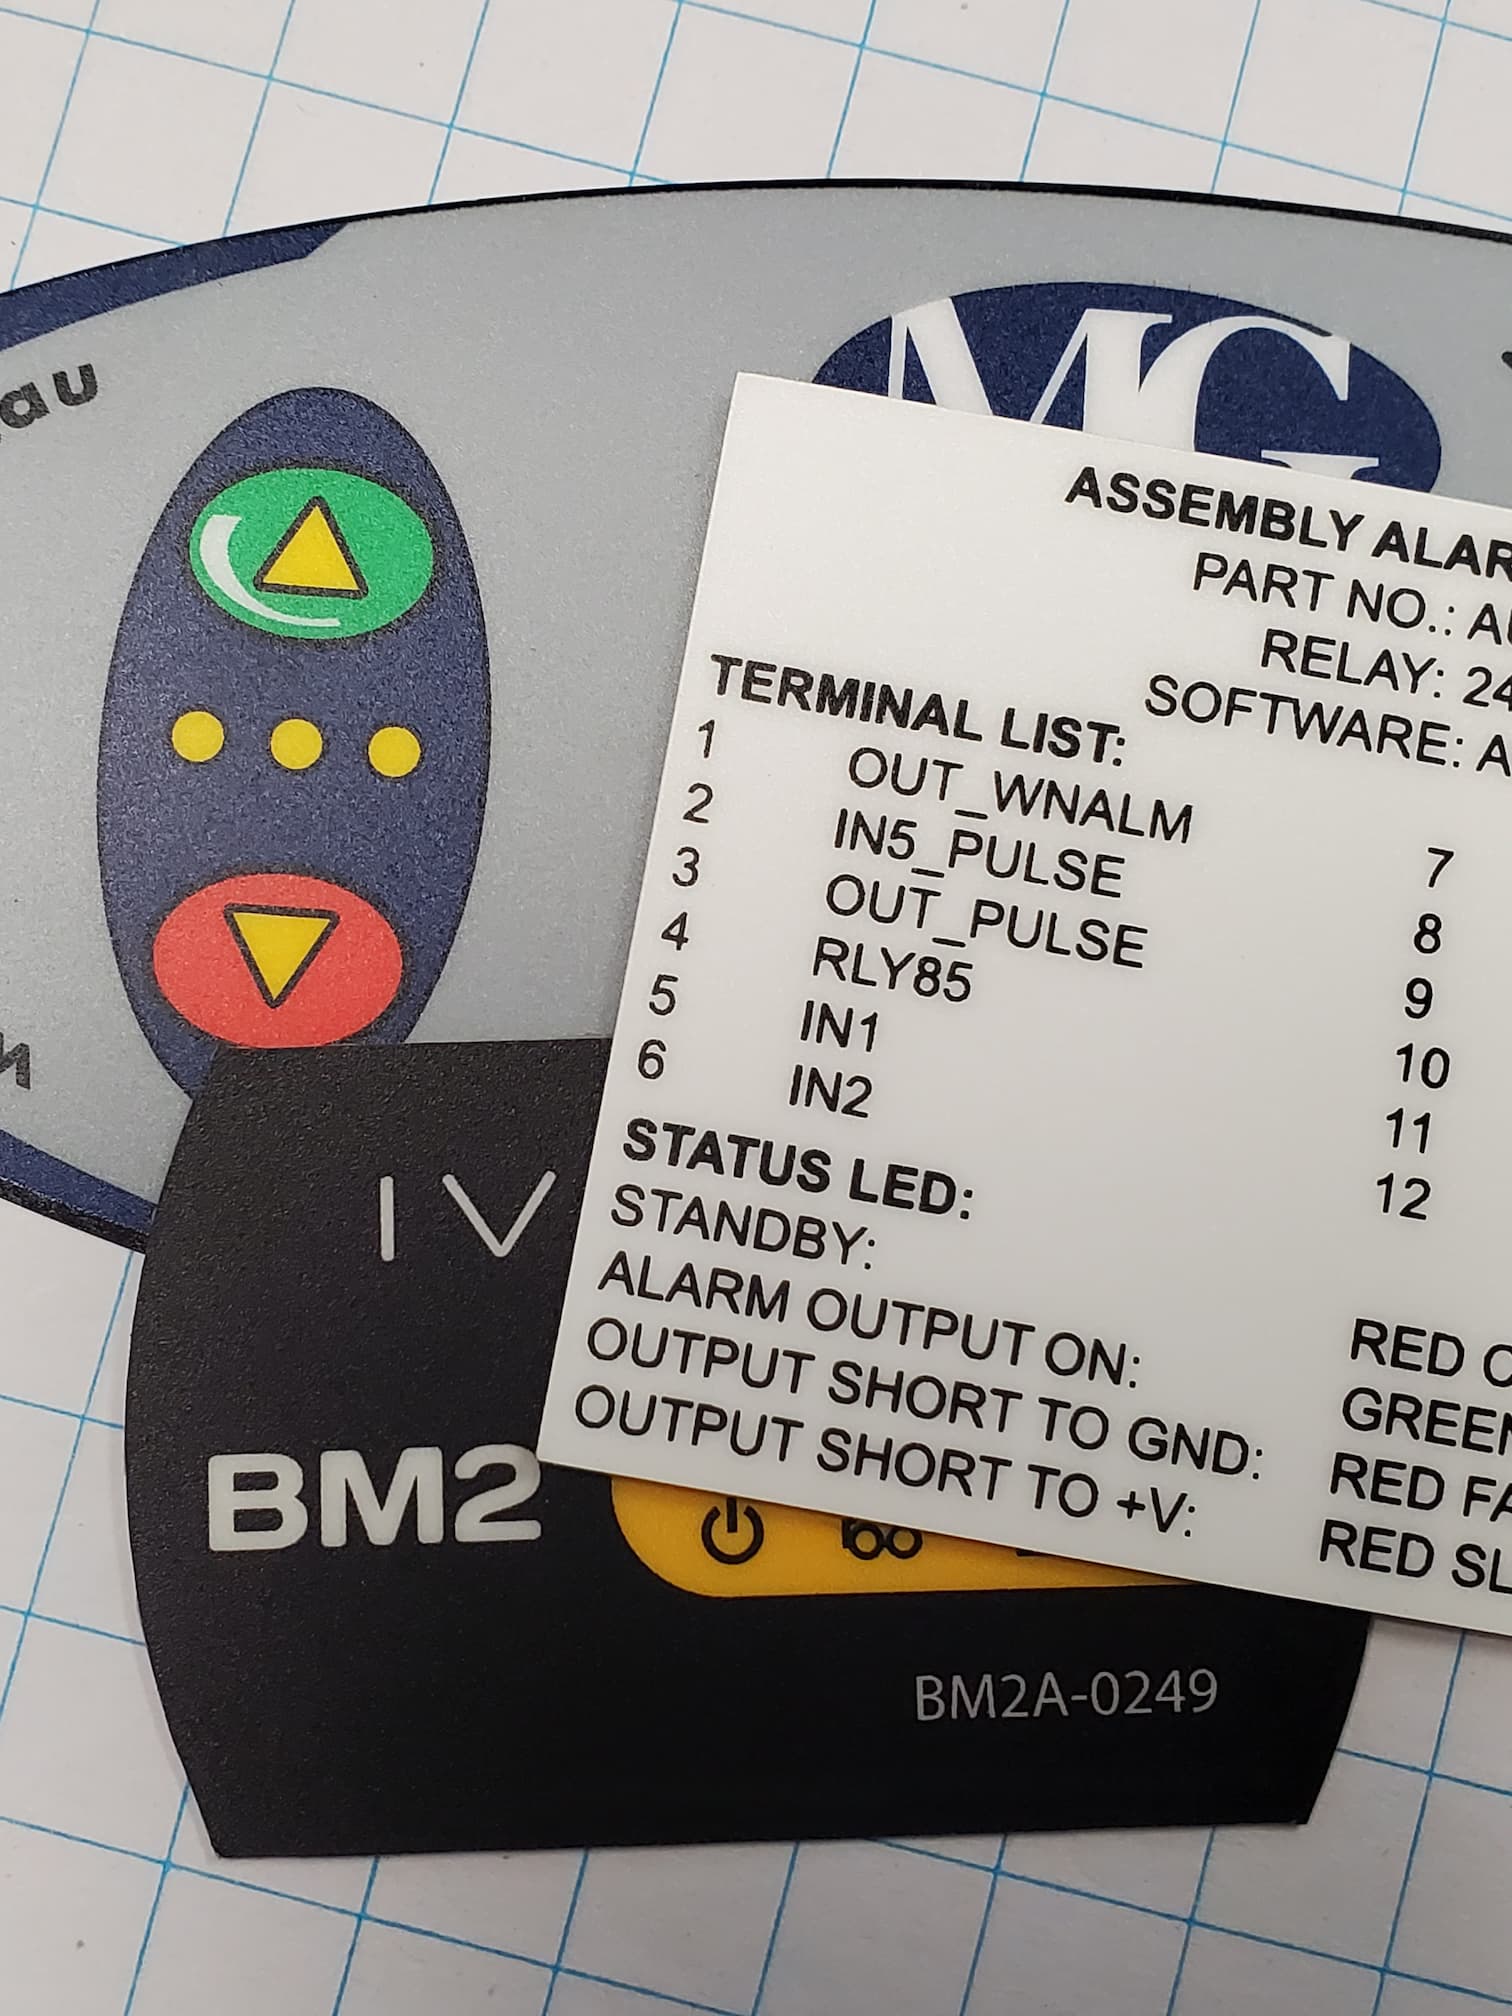 MG
ASSEMBLY ALAR
PART NO.: A
RELAY: 24
SOFTWARE: A
TERMINAL LIST:
1 OUT_WNALM 7
2 IN5_PULSE 8
3 OUT_PULSE 9
4 RLY85 10
5 IN1 11
6 IN2 12
STATUS LED:
STANDBY: RED O
ALARM OUTPUT ON: GREEN
OUTPUT SHORT TO GND: RED FA
OUTPUT SHORT TO +V: RED SL
au
IV
BM2
BM2A-0249